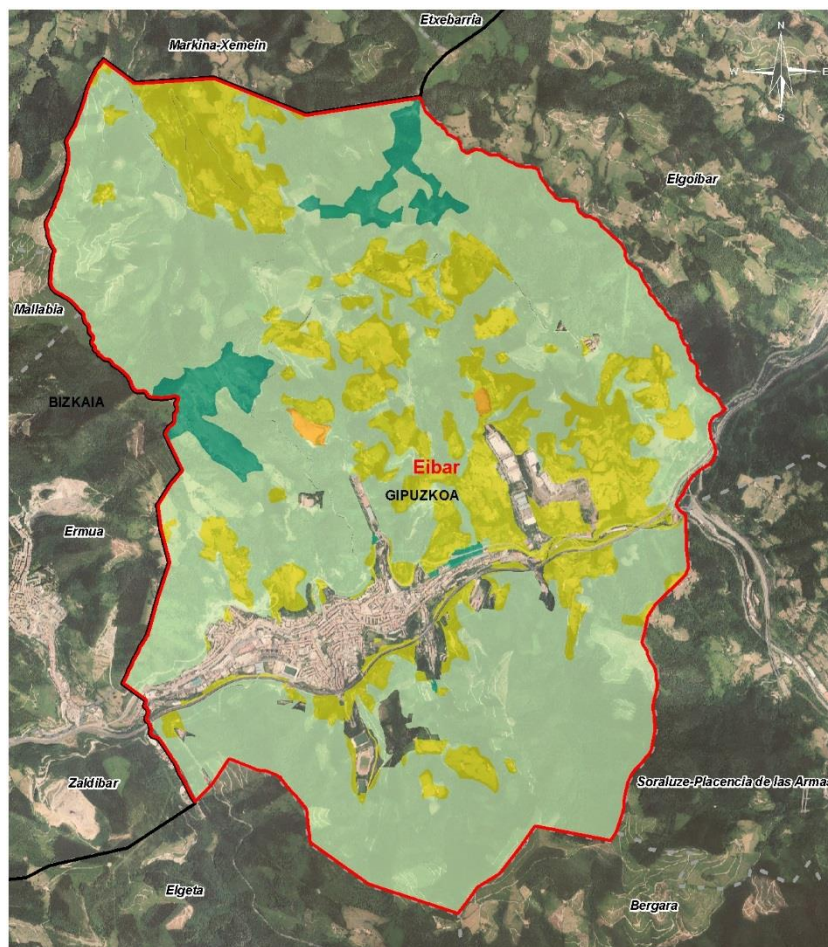 Etxebarria
Markina-Xemein
N
W
E
S
Elgoibar
Mallabia
BIZKAIA
Eibar
GIPUZKOA
Ermua
Zaldibar
Soraluze-Placencia de las Armas
Elgeta
Bergara